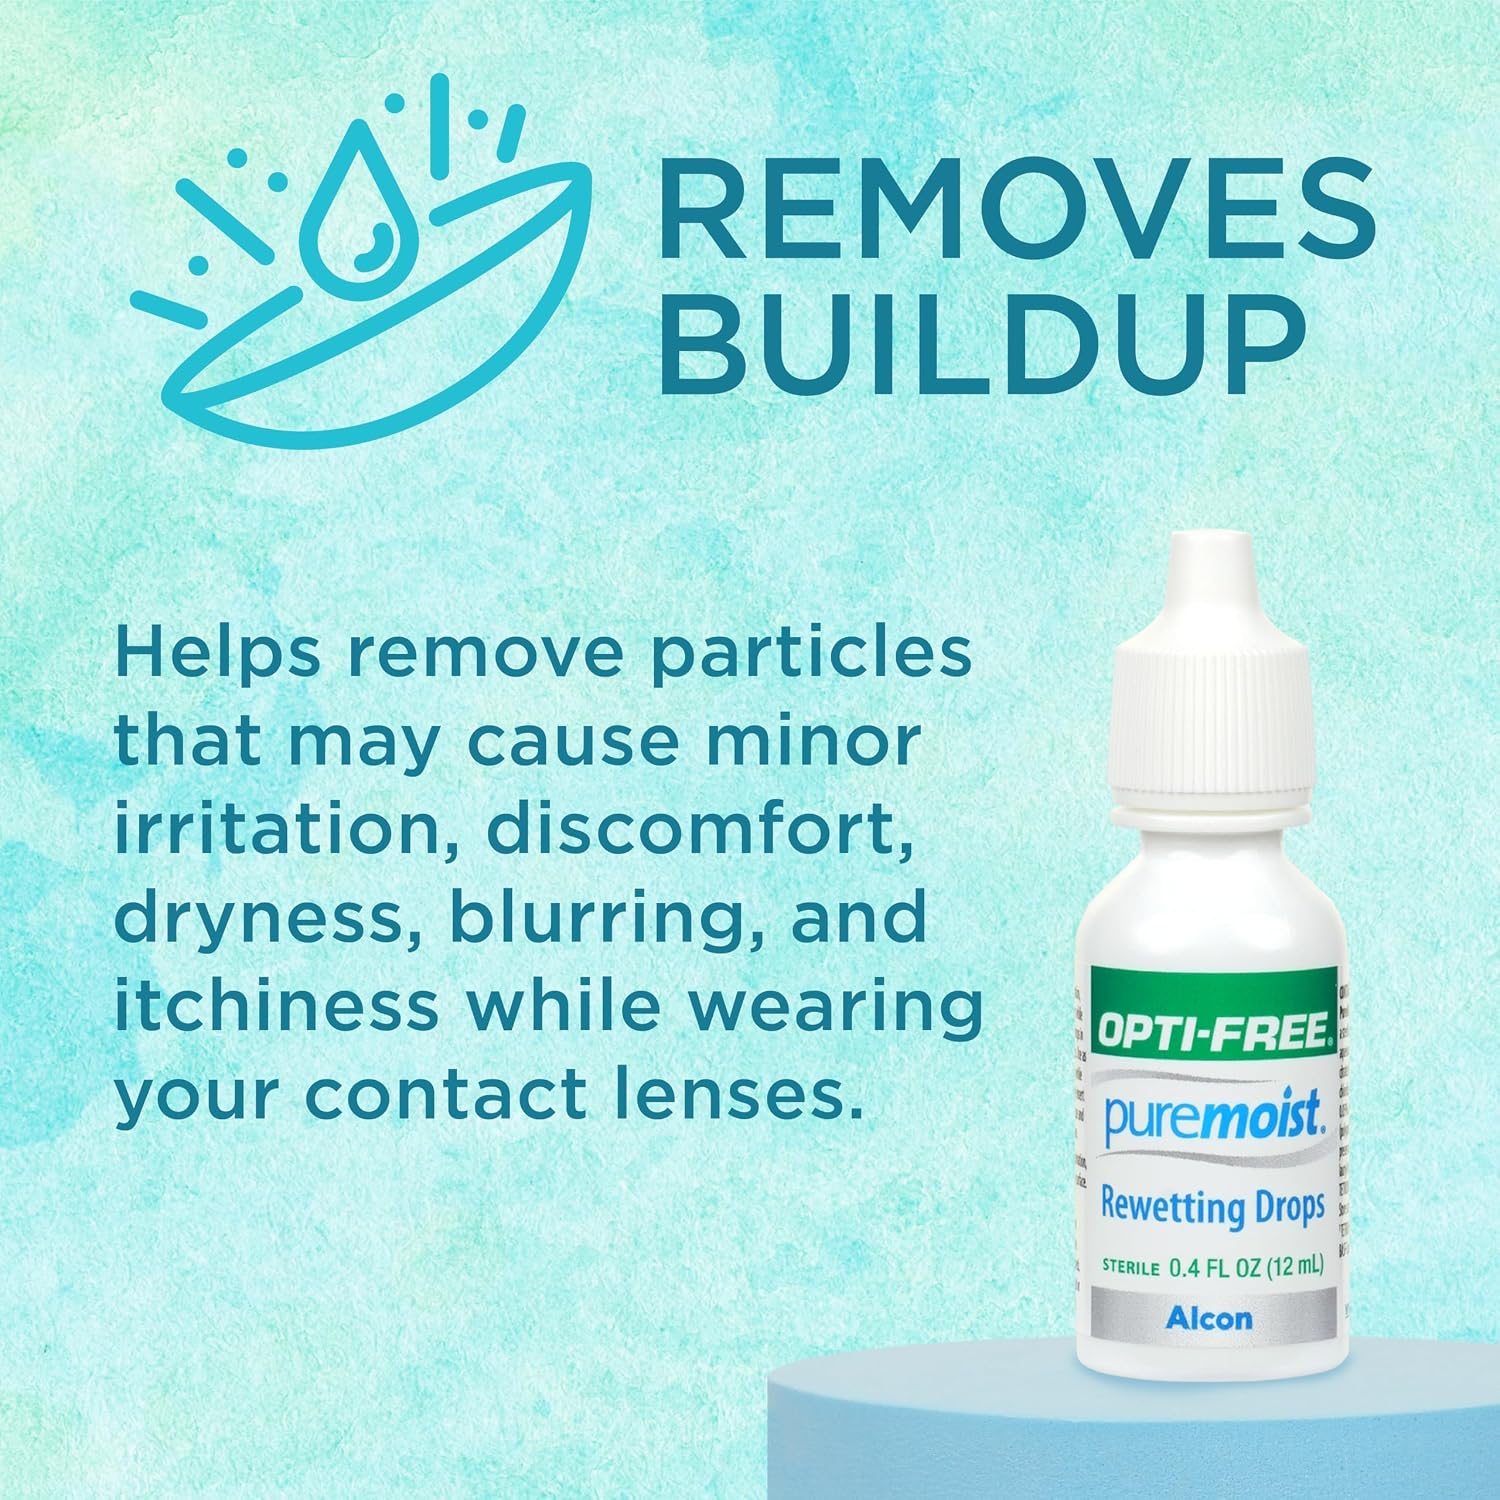 REMOVES
BUILDUP
Helps remove particles
that may cause minor
irritation, discomfort,
dryness, blurring, and
itchiness while wearing
your contact lenses.
OPTI-FREE®
puremoist®
Rewetting Drops
STERILE 0.4 FL OZ (12 mL)
Alcon